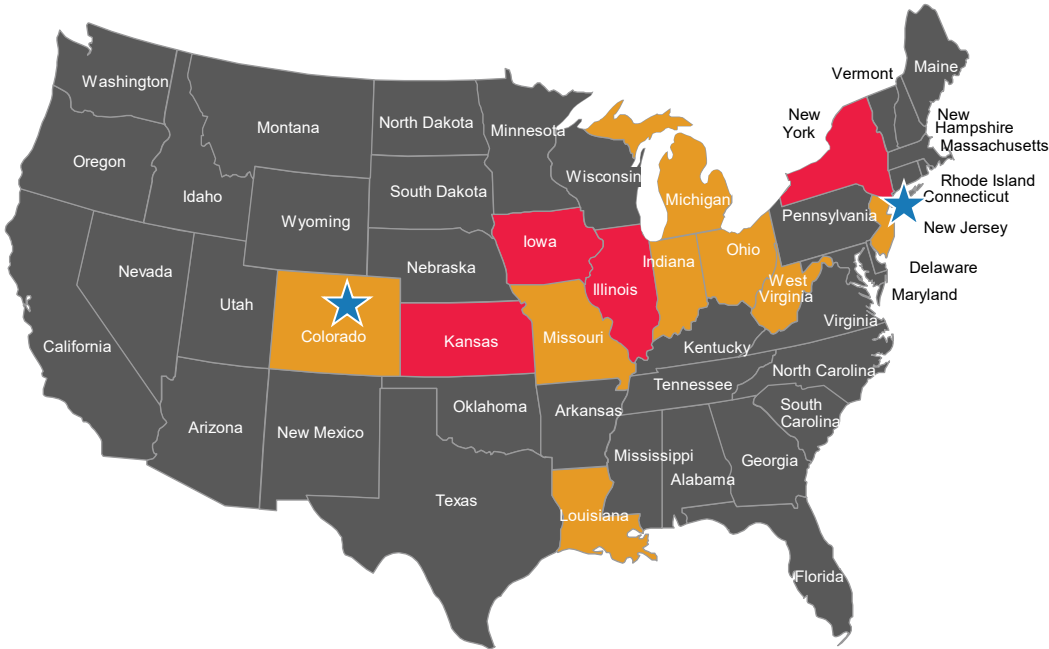 Maine
Vermont
Washington
New
York
New
Hampshire
Montana
North Dakota
Minnesota
Massachusetts
Oregon
Wisconsin
Rhode Island
Idaho
South Dakota
Michigan
Connecticut
Wyoming
Pennsylvania
New Jersey
Iowa
Ohio
Nevada
Nebraska
Indiana
Delaware
West
Virginia
Utah
Illinois
Maryland
Colorado
Kansas
Missouri
Virginia
California
Kentucky
North Carolina
Tennessee
Oklahoma
Arkansas
South
Carolina
Arizona
New Mexico
Mississippi
Georgia
Alabama
Texas
Louisiana
Florida